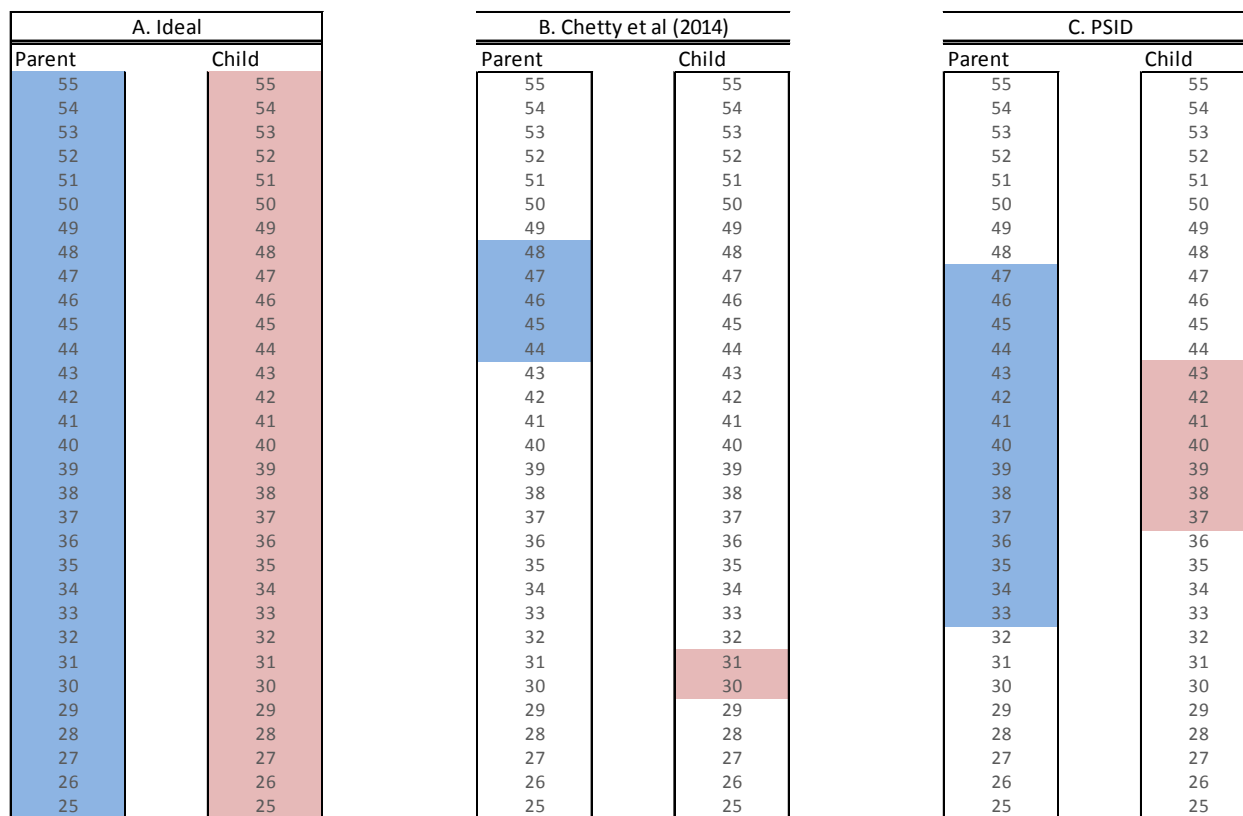 A. Ideal B. Chetty et al (2014) C. PSID
Parent Child Parent Child Parent Child
55 55 55 55 55 55
54 54 54 54 54 54
53 53 53 53 53 53
52 52 52 52 52 52
51 51 51 51 51 51
50 50 50 50 50 50
49 49 49 49 49 49
48 48 48 48 48 48
47 47 47 47 47 47
46 46 46 46 46 46
45 45 45 45 45 45
44 44 44 44 44 44
43 43 43 43 43 43
42 42 42 42 42 42
41 41 41 41 41 41
40 40 40 40 40 40
39 39 39 39 39 39
38 38 38 38 38 38
37 37 37 37 37 37
36 36 36 36 36 36
35 35 35 35 35 35
34 34 34 34 34 34
33 33 33 33 33 33
32 32 32 32 32 32
31 31 31 31 31 31
30 30 30 30 30 30
29 29 29 29 29 29
28 28 28 28 28 28
27 27 27 27 27 27
26 26 26 26 26 26
25 25 25 25 25 25